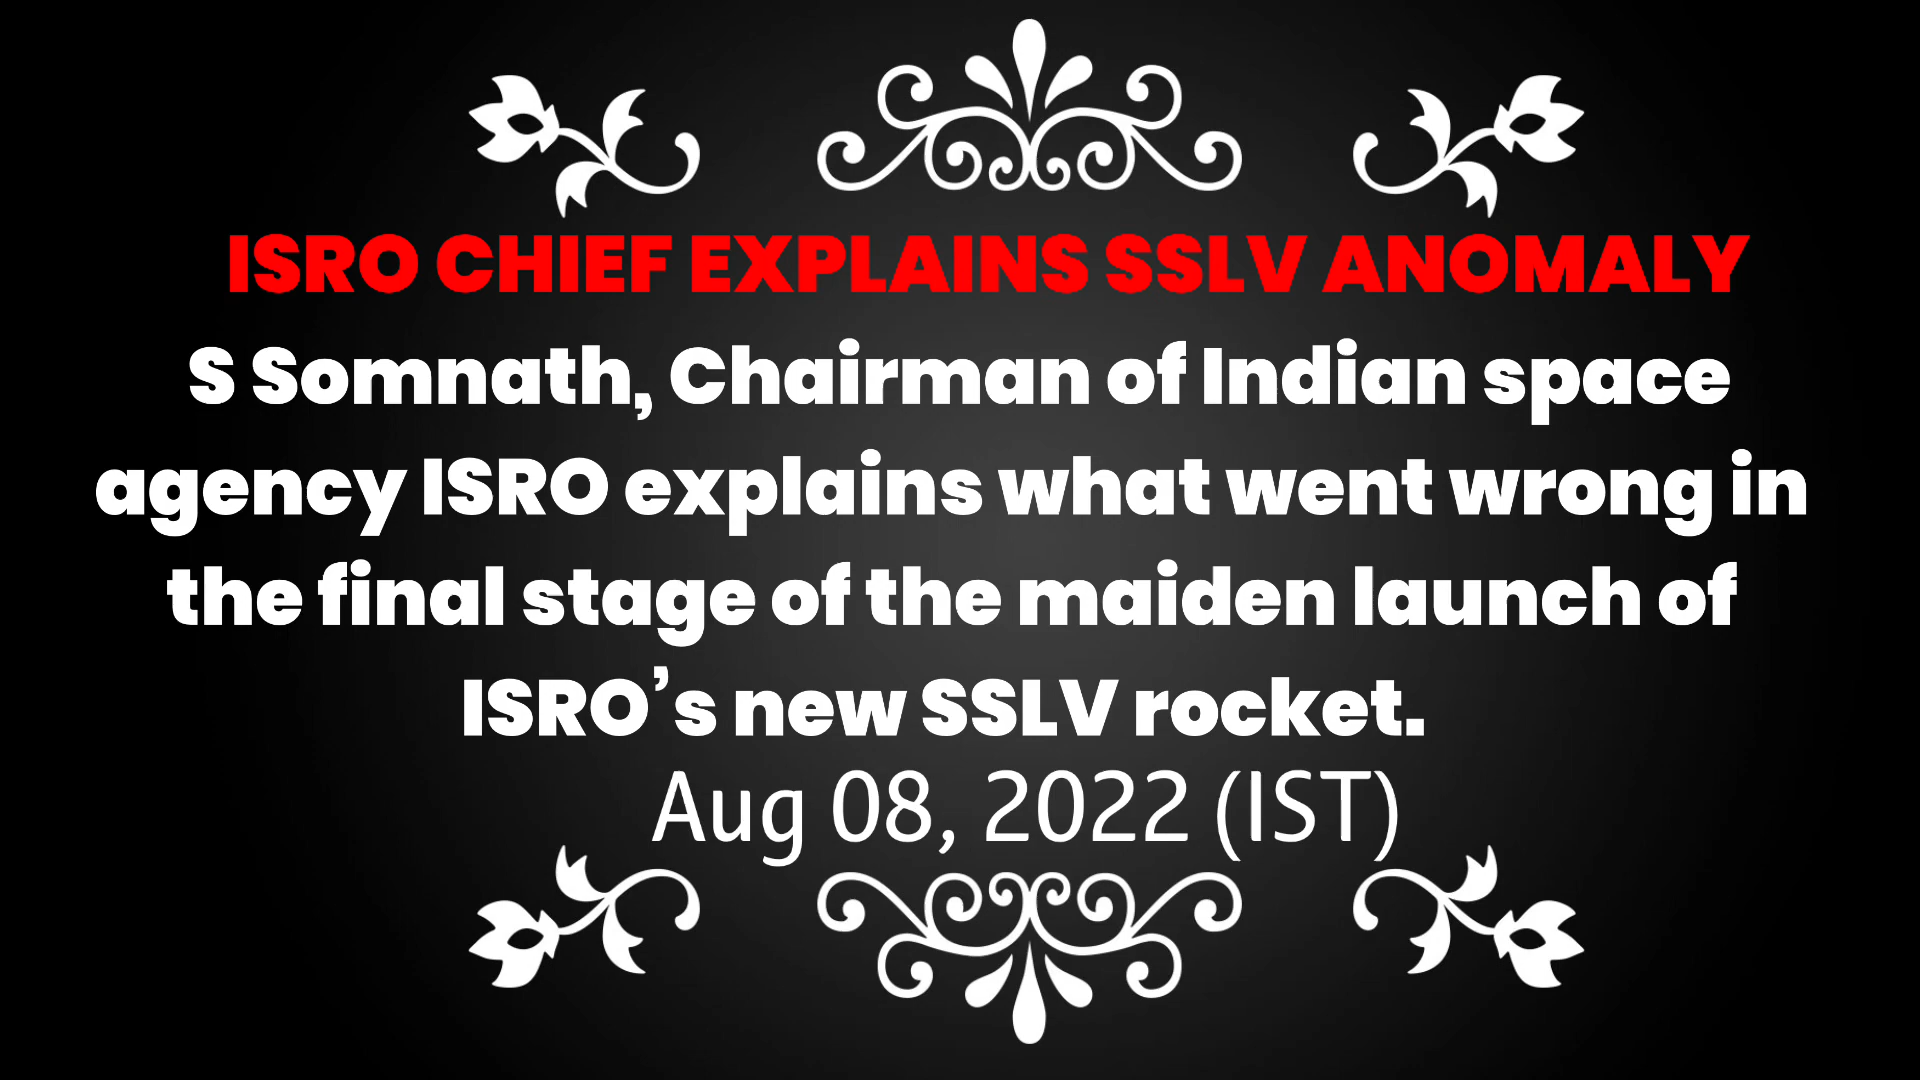 ISRO CHIEF EXPLAINS SSLV ANOMALY
S Somnath, Chairman of Indian space
agency ISRO explains what went wrong in
the final stage of the maiden launch of
ISRO’s new SSLV rocket.
Aug 08, 2022 (IST)